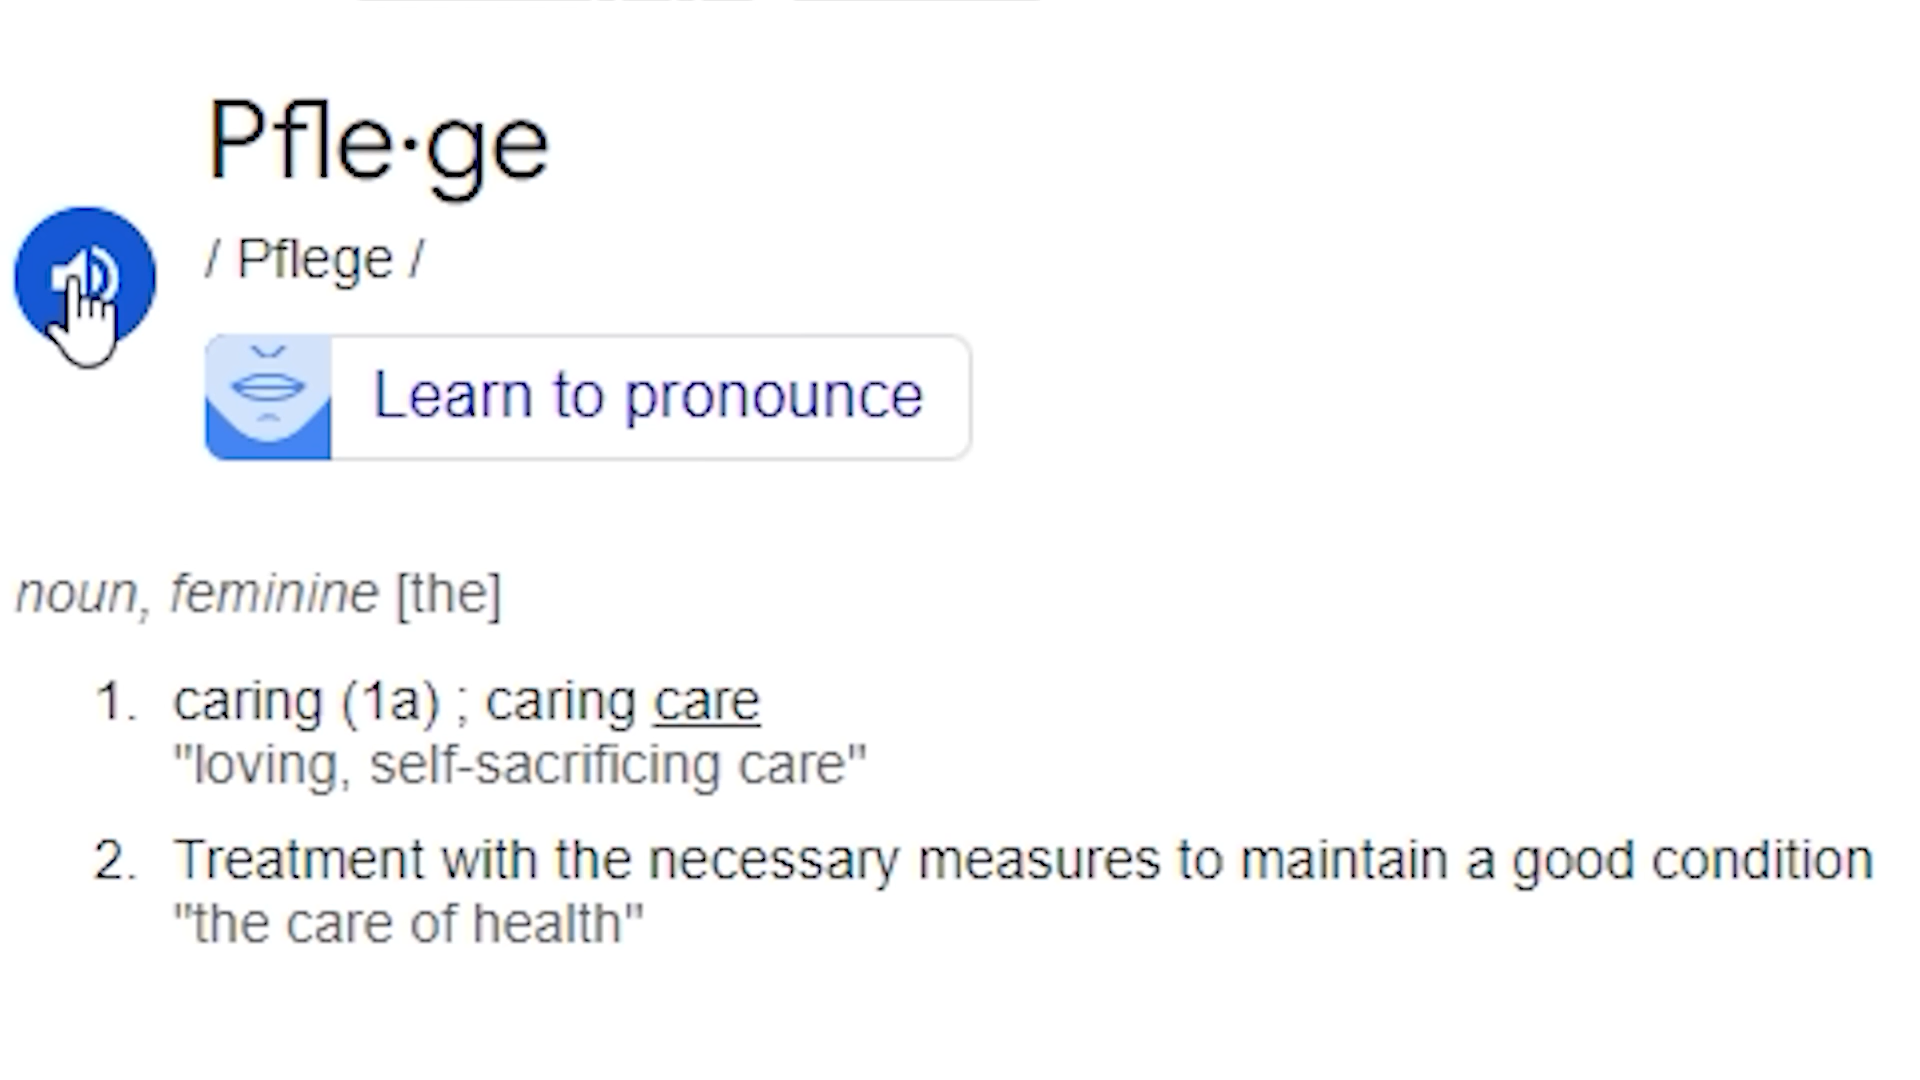 Pfle·ge
/ Pflege /
Learn to pronounce
noun, feminine [the]
1. caring (1a) ; caring care
"loving, self-sacrificing care"
2. Treatment with the necessary measures to maintain a good condition
"the care of health"